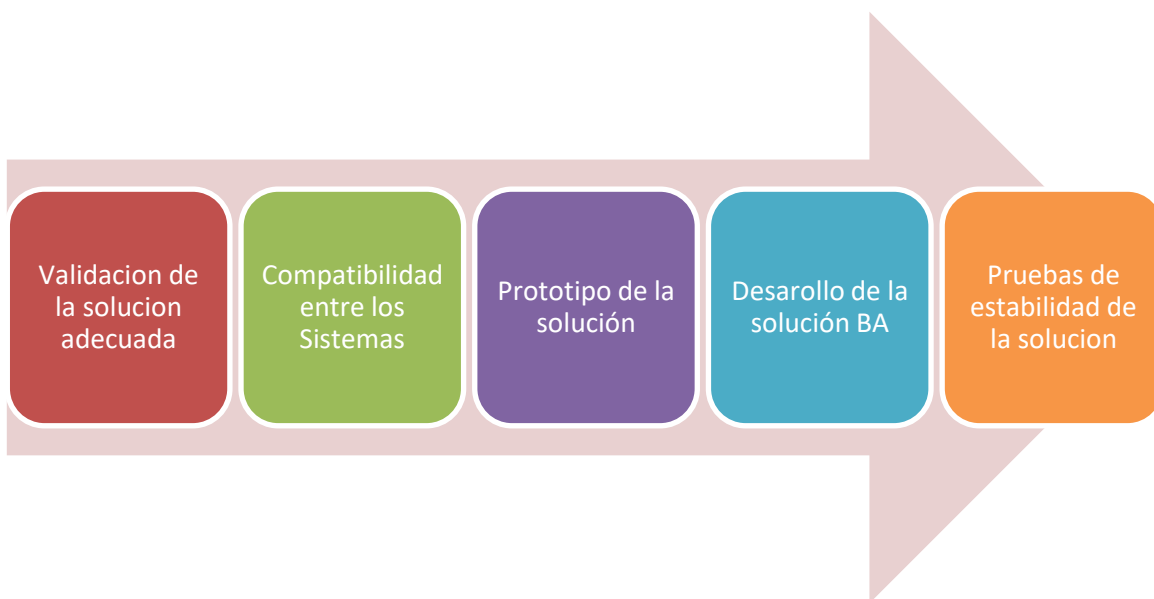 Validacion de
la solucion
adecuada
Compatibilidad
entre los
Sistemas
Prototipo de la
solución
Desarollo de la
solución BA
Pruebas de
estabilidad de
la solucion